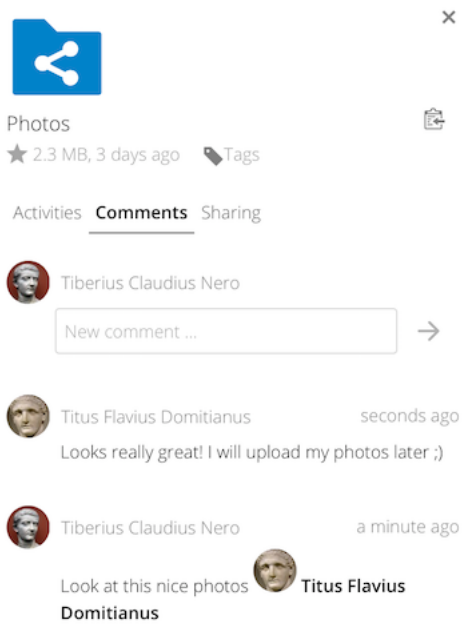 Photos
2.3 MB, 3 days ago Tags
Activities Comments Sharing
Tiberius Claudius Nero
New comment ...
Titus Flavius Domitianus seconds ago
Looks really great! I will upload my photos later ;)
Tiberius Claudius Nero a minute ago
Look at this nice photos Titus Flavius
Domitianus